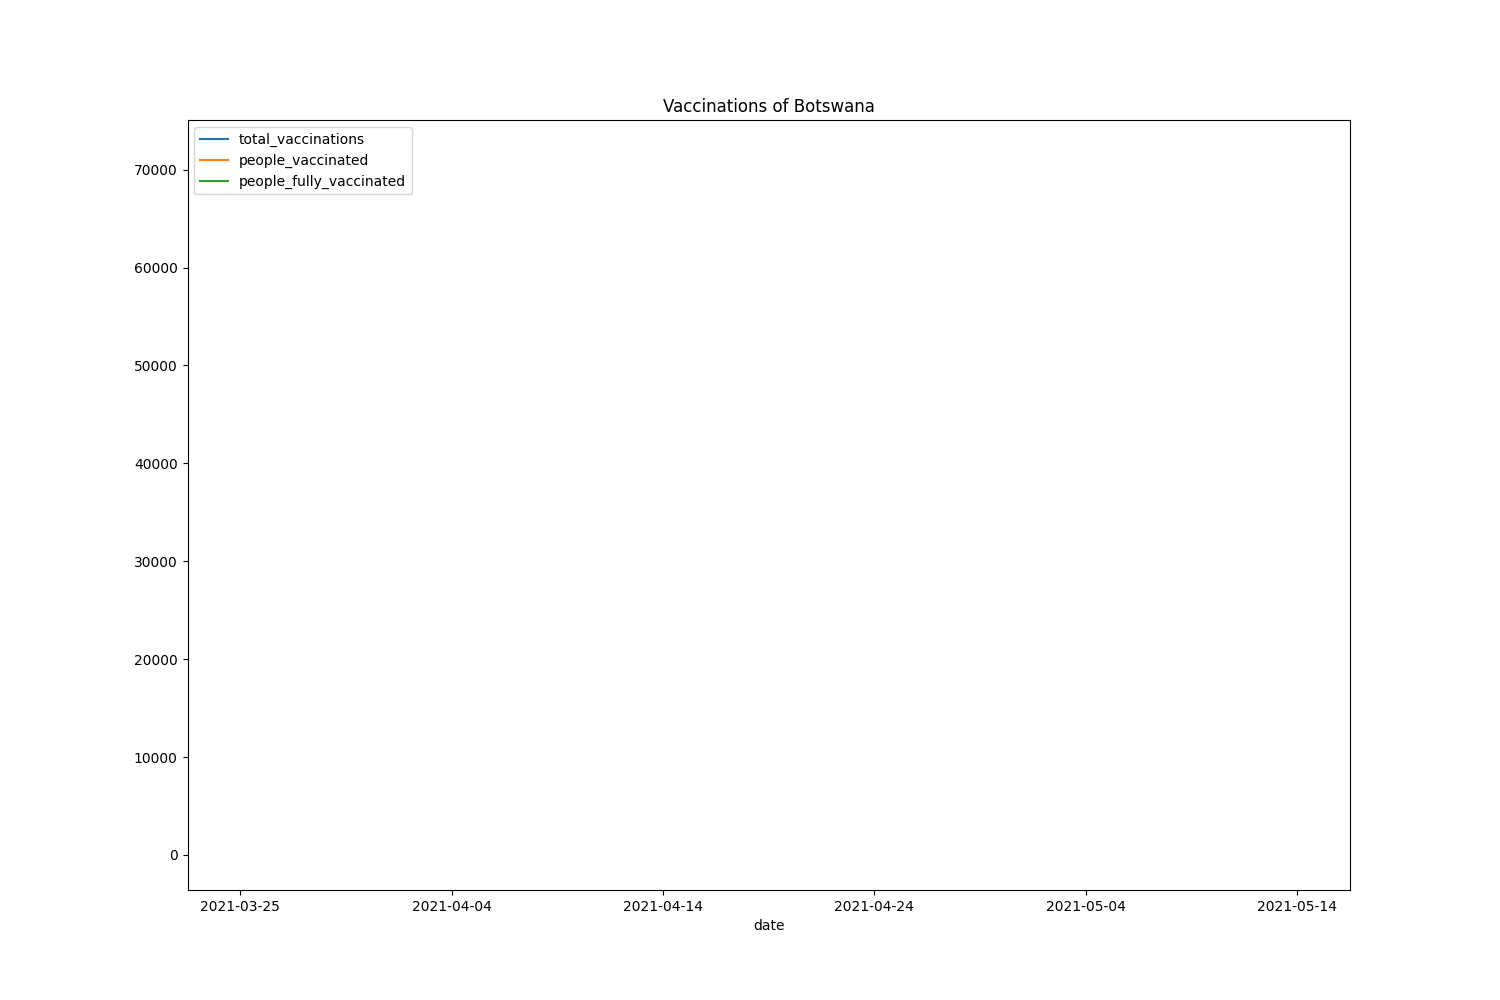 Vaccinations of Botswana
total_vaccinations
people_vaccinated
people_fully_vaccinated
70000
60000
50000
40000
30000
20000
10000
0
2021-03-25 2021-04-04 2021-04-14 2021-04-24 2021-05-04 2021-05-14
date